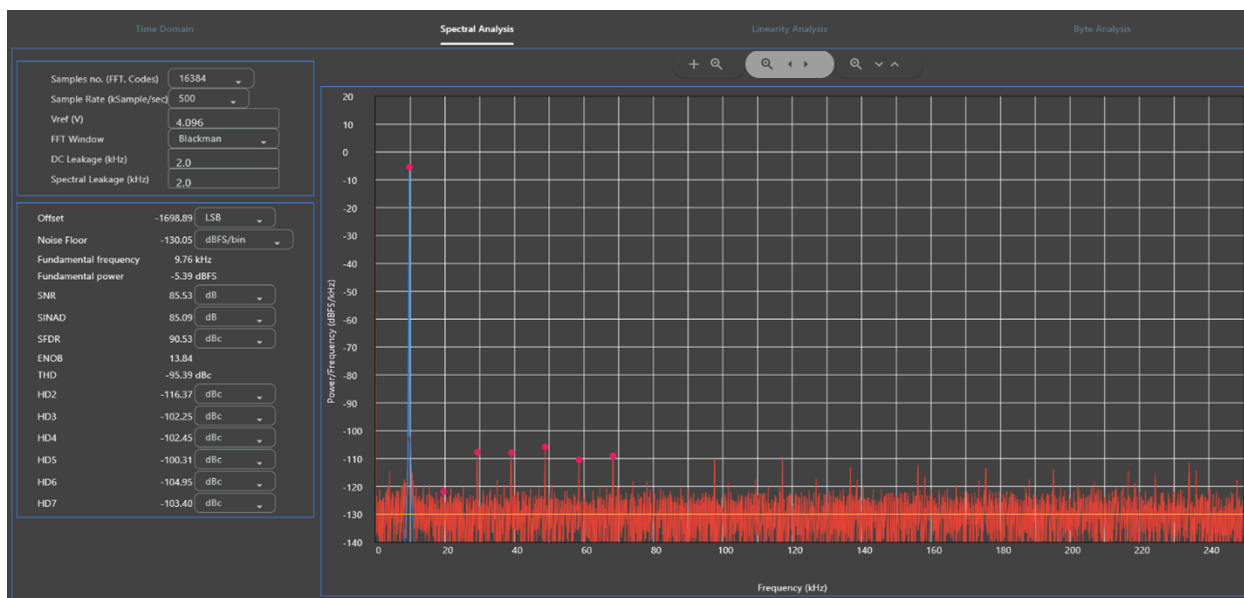 Time Domain Spectral Analysis Linearity Analysis Byte Analysis
Samples no. (FFT, Codes) 16384
Sample Rate (kSample/sec) 500
Vref (V) 4.096
FFT Window Blackman
DC Leakage (kHz) 2.0
Spectral Leakage (kHz) 2.0
Offset -1698.89 LSB
Noise Floor -130.05 dBFS/bin
Fundamental frequency 9.76 kHz
Fundamental power -5.39 dBFS
SNR 85.53 dB
SINAD 85.09 dB
SFDR 90.53 dBc
ENOB 13.84
THD -95.39 dBc
HD2 -116.37 dBc
HD3 -102.25 dBc
HD4 -102.45 dBc
HD5 -100.31 dBc
HD6 -104.95 dBc
HD7 -103.40 dBc
Power/Frequency (dBFS/kHz)
20
10
0
-10
-20
-30
-40
-50
-60
-70
-80
-90
-100
-110
-120
-130
-140
0 20 40 60 80 100 120 140 160 180 200 220 240
Frequency (kHz)